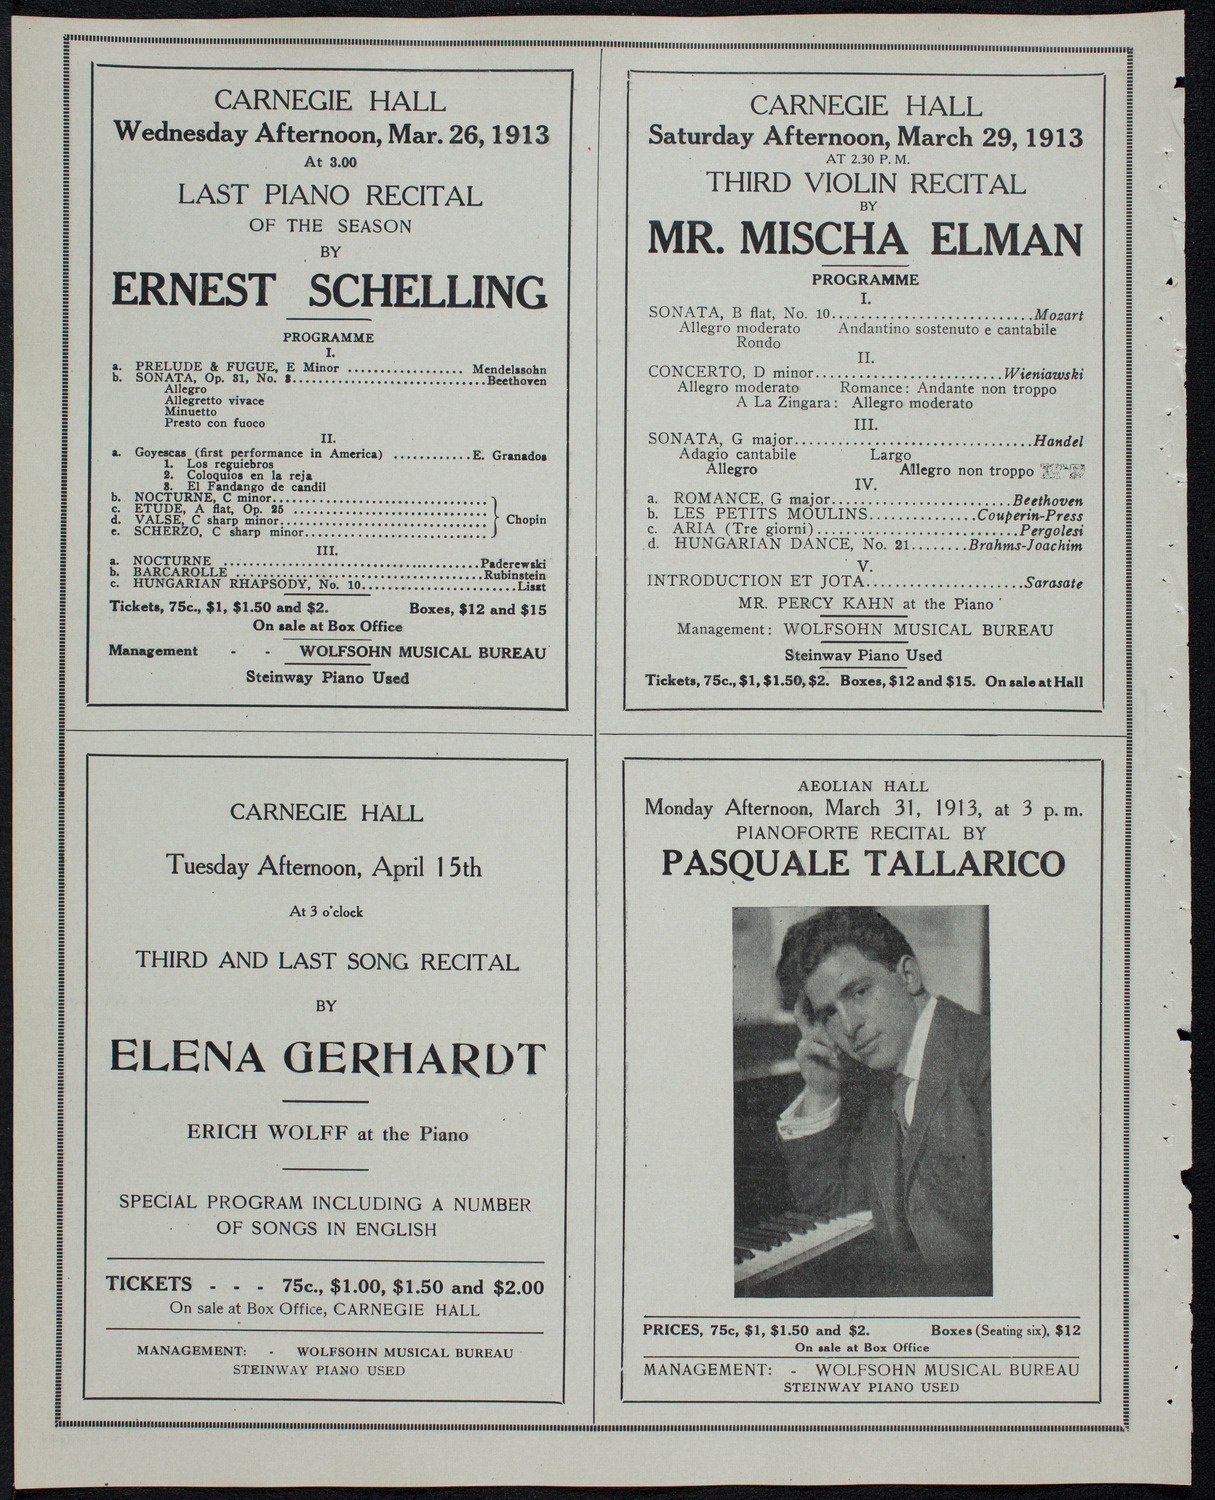 CARNEGIE HALL
Wednesday Afternoon, Mar. 26, 1913
At 3.00
LAST PIANO RECITAL
OF THE SEASON
BY
ERNEST SCHELLING
PROGRAMME
I.
a. PRELUDE & FUGUE, E Minor ................. Mendelssohn
b. SONATA, Op. 31, No. 3..............................Beethoven
Allegro
Allegretto vivace
Minuetto
Presto con fuoco
II.
a. Goyescas (first performance in America) ............E. Granados
1. Los reguiebros
2. Coloquios en la reja
3. El Fandango de candil
b. NOCTURNE, C minor..............................
c. ETUDE, A flat, Op. 25 ..............................
d. VALSE, C sharp minor..............................
e. SCHERZO, C sharp minor..............................
Chopin
III.
a. NOCTURNE ..............................Paderewski
b. BARCAROLLE ..............................Rubinstein
c. HUNGARIAN RHAPSODY, No. 10......................Liszt
Tickets, 75c., $1, $1.50 and $2. Boxes, $12 and $15
On sale at Box Office
Management - - WOLFSOHN MUSICAL BUREAU
Steinway Piano Used
CARNEGIE HALL
Saturday Afternoon, March 29, 1913
AT 2.30 P. M.
THIRD VIOLIN RECITAL
BY
MR. MISCHA ELMAN
PROGRAMME
I.
SONATA, B flat, No. 10..........................Mozart
Allegro moderato Andantino sostenuto e cantabile
Rondo
II.
CONCERTO, D minor........................Wieniawski
Allegro moderato Romance: Andante non troppo
A La Zingara: Allegro moderato
III.
SONATA, G major..............................Handel
Adagio cantabile Largo
Allegro Allegro non troppo
IV.
a. ROMANCE, G major.......................Beethoven
b. LES PETITS MOULINS..............Couperin-Press
c. ARIA (Tre giorni)..........................Pergolesi
d. HUNGARIAN DANCE, No. 21........Brahms-Joachim
V.
INTRODUCTION ET JOTA.....................Sarasate
MR. PERCY KAHN at the Piano
Management: WOLFSOHN MUSICAL BUREAU
Steinway Piano Used
Tickets, 75c., $1, $1.50, $2. Boxes, $12 and $15. On sale at Hall
CARNEGIE HALL
Tuesday Afternoon, April 15th
At 3 o'clock
THIRD AND LAST SONG RECITAL
BY
ELENA GERHARDT
ERICH WOLFF at the Piano
SPECIAL PROGRAM INCLUDING A NUMBER
OF SONGS IN ENGLISH
TICKETS - - - 75c., $1.00, $1.50 and $2.00
On sale at Box Office, CARNEGIE HALL
MANAGEMENT: - WOLFSOHN MUSICAL BUREAU
STEINWAY PIANO USED
AEOLIAN HALL
Monday Afternoon, March 31, 1913, at 3 p.m.
PIANOFORTE RECITAL BY
PASQUALE TALLARICO
PRICES, 75c, $1, $1.50 and $2. Boxes (Seating six), $12
On sale at Box Office
MANAGEMENT: - WOLFSOHN MUSICAL BUREAU
STEINWAY PIANO USED